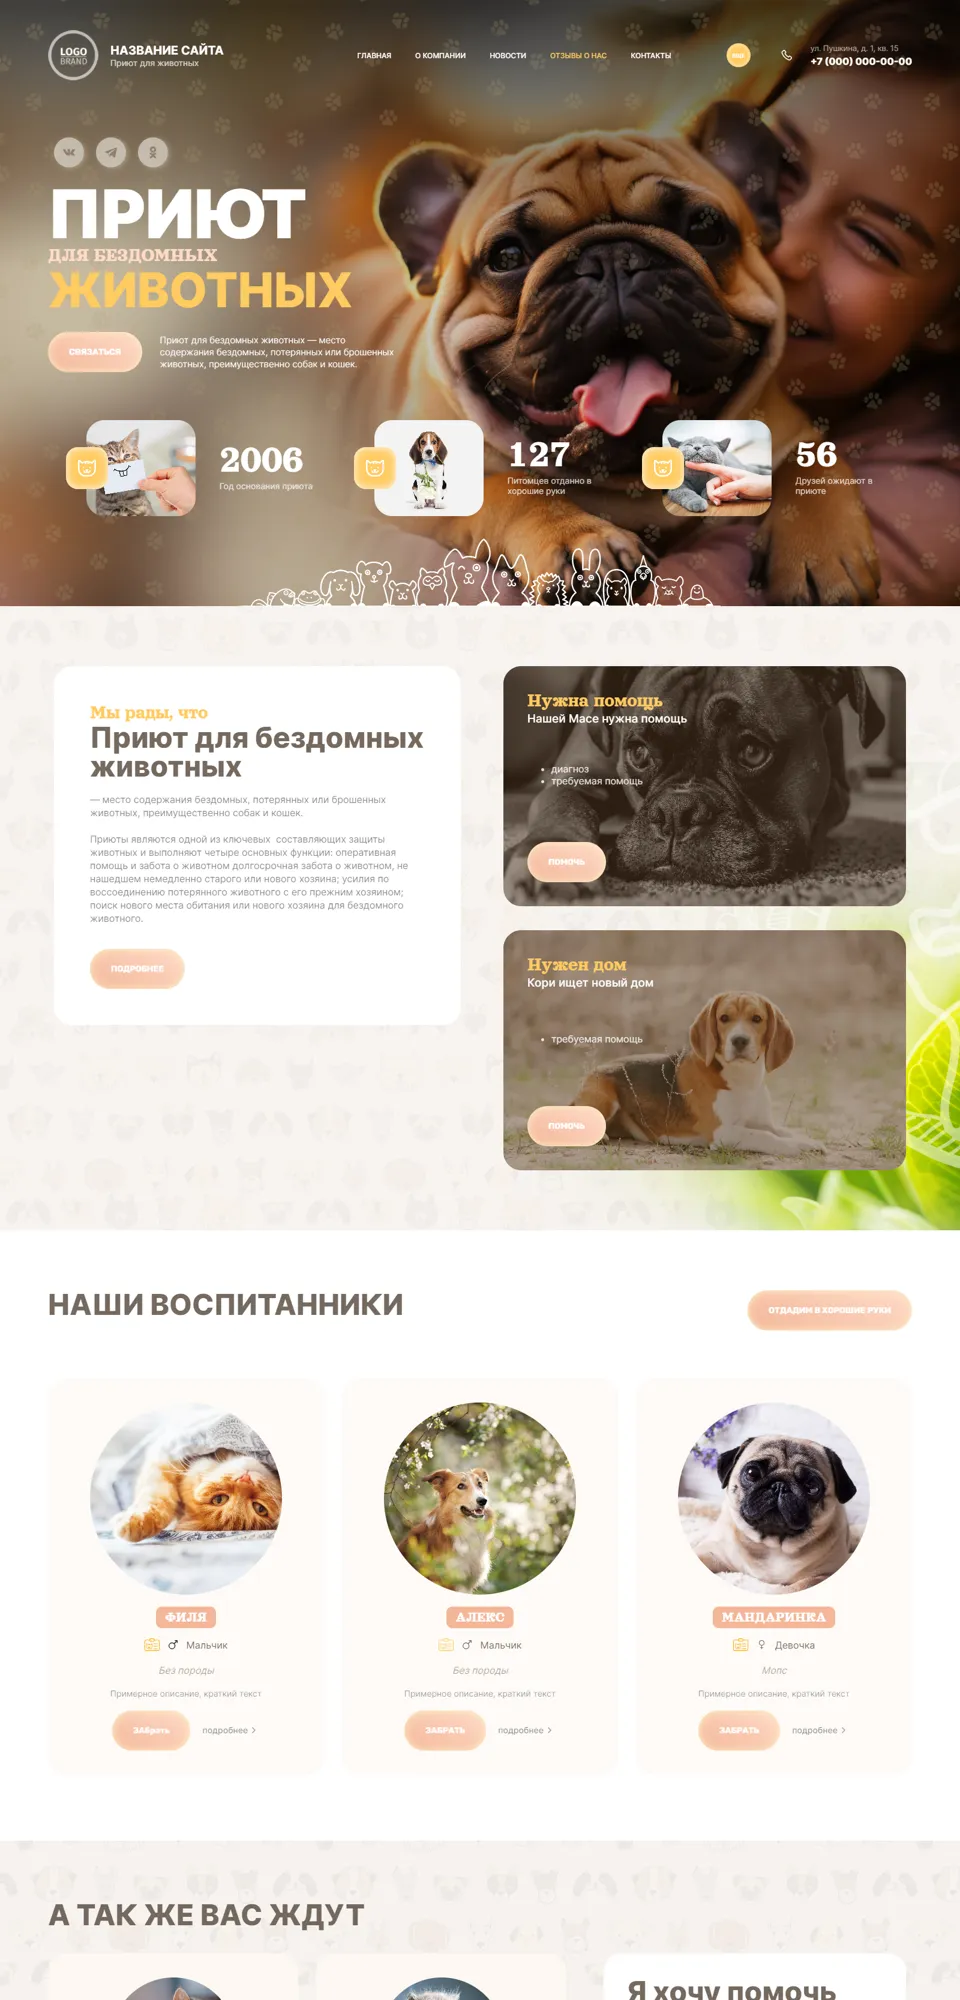 LOGO
BRAND
НАЗВАНИЕ САЙТА
Приют для животных
ГЛАВНАЯ
О КОМПАНИИ
НОВОСТИ
ОТЗЫВЫ О НАС
КОНТАКТЫ
ул. Пушкина, д. 1, кв. 15
+7 (000) 000-00-00
ПРИЮТ
ДЛЯ БЕЗДОМНЫХ
ЖИВОТНЫХ
СВЯЗАТЬСЯ
Приют для бездомных животных — место
содержания бездомных, потерянных или брошенных
животных, преимущественно собак и кошек.
2006
Год основания приюта
127
Питомцев отданно в
хорошие руки
56
Друзей ожидают в
приюте
Мы рады, что
Приют для бездомных
животных
— место содержания бездомных, потерянных или брошенных
животных, преимущественно собак и кошек.
Приюты являются одной из ключевых составляющих защиты
животных и выполняют четыре основных функции: оперативная
помощь и забота о животном долгосрочная забота о животном, не
нашедшем немедленно старого или нового хозяина; усилия по
воссоединению потерянного животного с его прежним хозяином;
поиск нового места обитания или нового хозяина для бездомного
животного.
ПОДРОБНЕЕ
Нужна помощь
Нашей Масе нужна помощь
• диагноз
• требуемая помощь
ПОМОЧЬ
Нужен дом
Кори ищет новый дом
• требуемая помощь
ПОМОЧЬ
НАШИ ВОСПИТАННИКИ
ОТДАДИМ В ХОРОШИЕ РУКИ
ФИЛЯ
Мальчик
Без породы
Примерное описание, краткий текст
ЗАБрать
подробнее
АЛЕКС
Мальчик
Без породы
Примерное описание, краткий текст
ЗАБРАТЬ
подробнее
МАНДАРИНКА
Девочка
Мопс
Примерное описание, краткий текст
ЗАБРАТЬ
подробнее
А ТАК ЖЕ ВАС ЖДУТ
Я хочу помочь